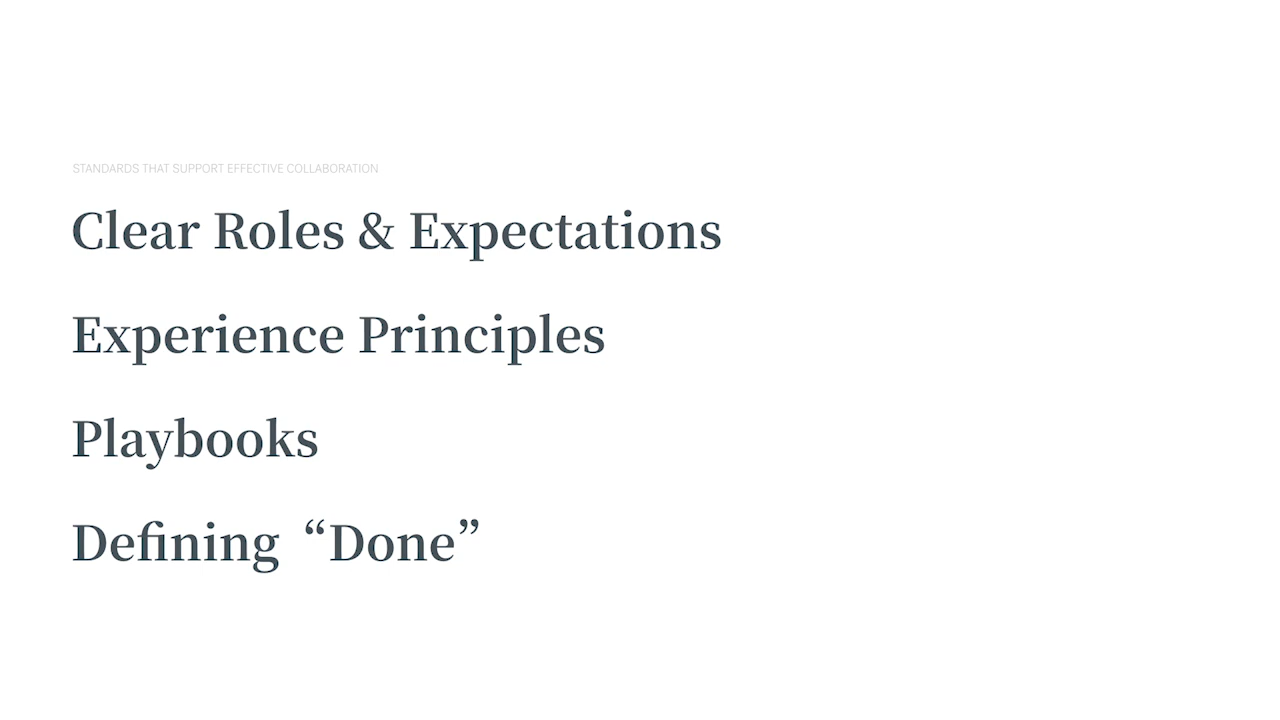 STANDARDS THAT SUPPORT EFFECTIVE COLLABORATION
Clear Roles & Expectations
Experience Principles
Playbooks
Defining “Done”